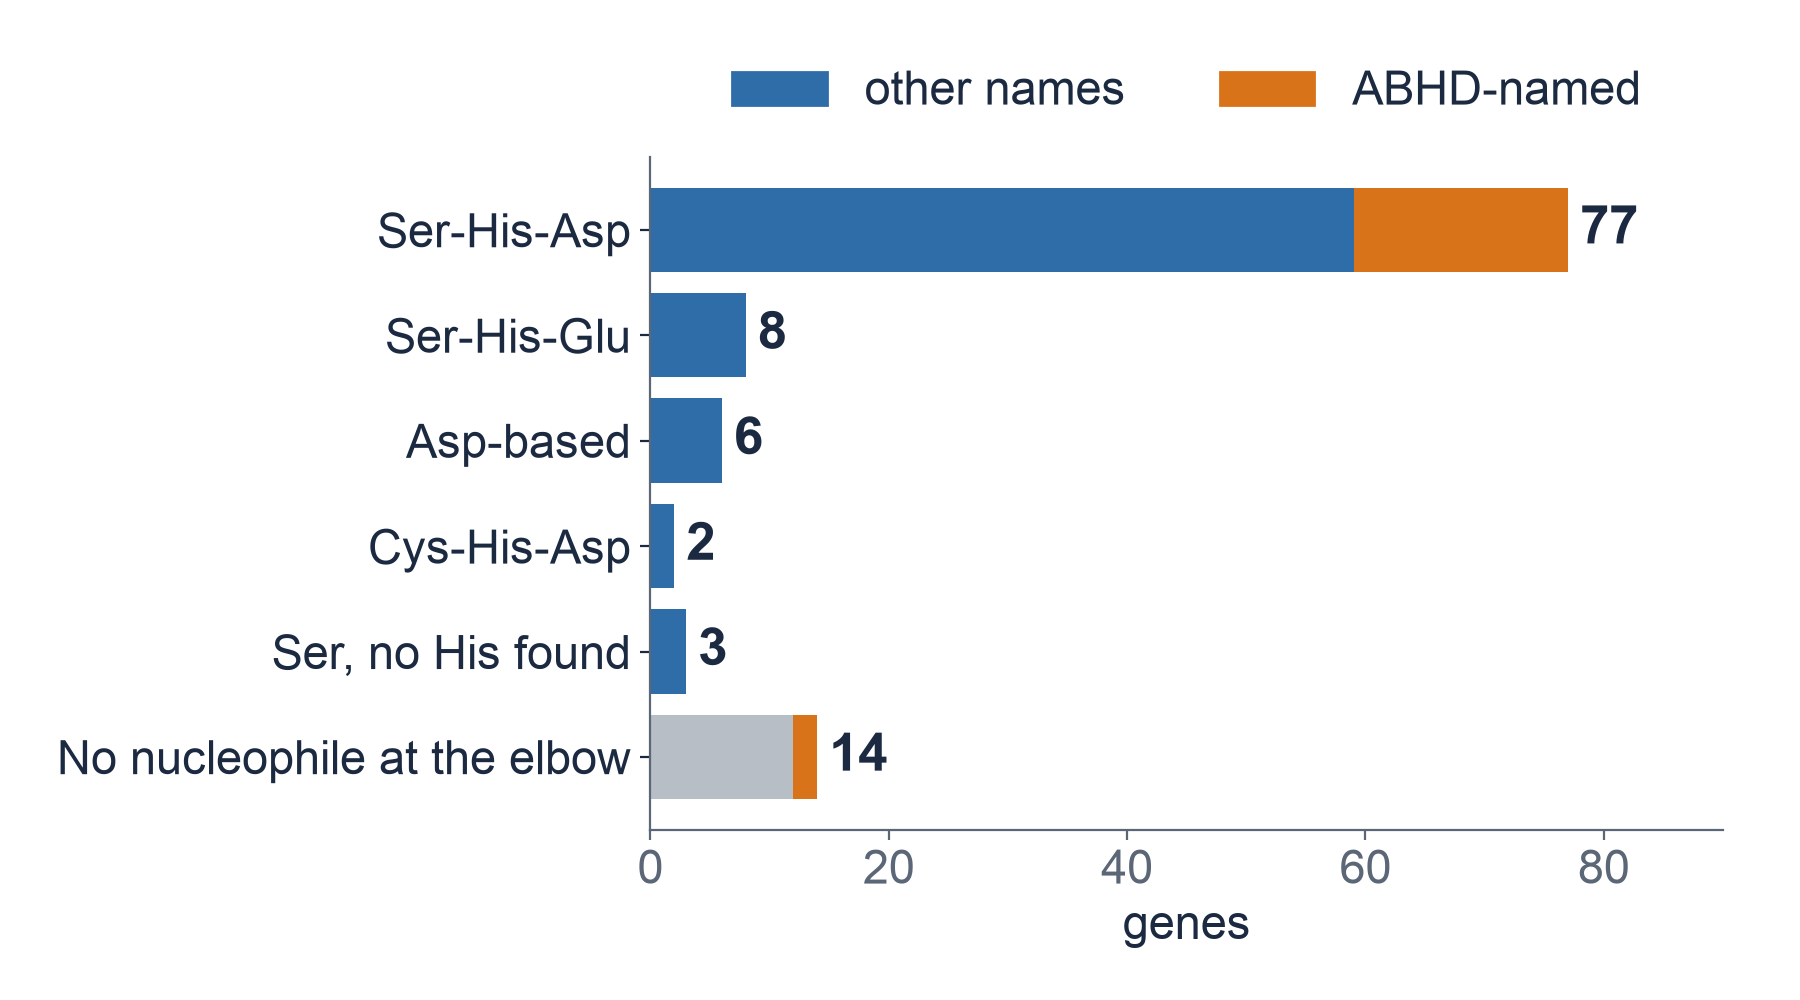 other names ABHD-named
Ser-His-Asp 77
Ser-His-Glu 8
Asp-based 6
Cys-His-Asp 2
Ser, no His found 3
No nucleophile at the elbow 14
0 20 40 60 80
genes